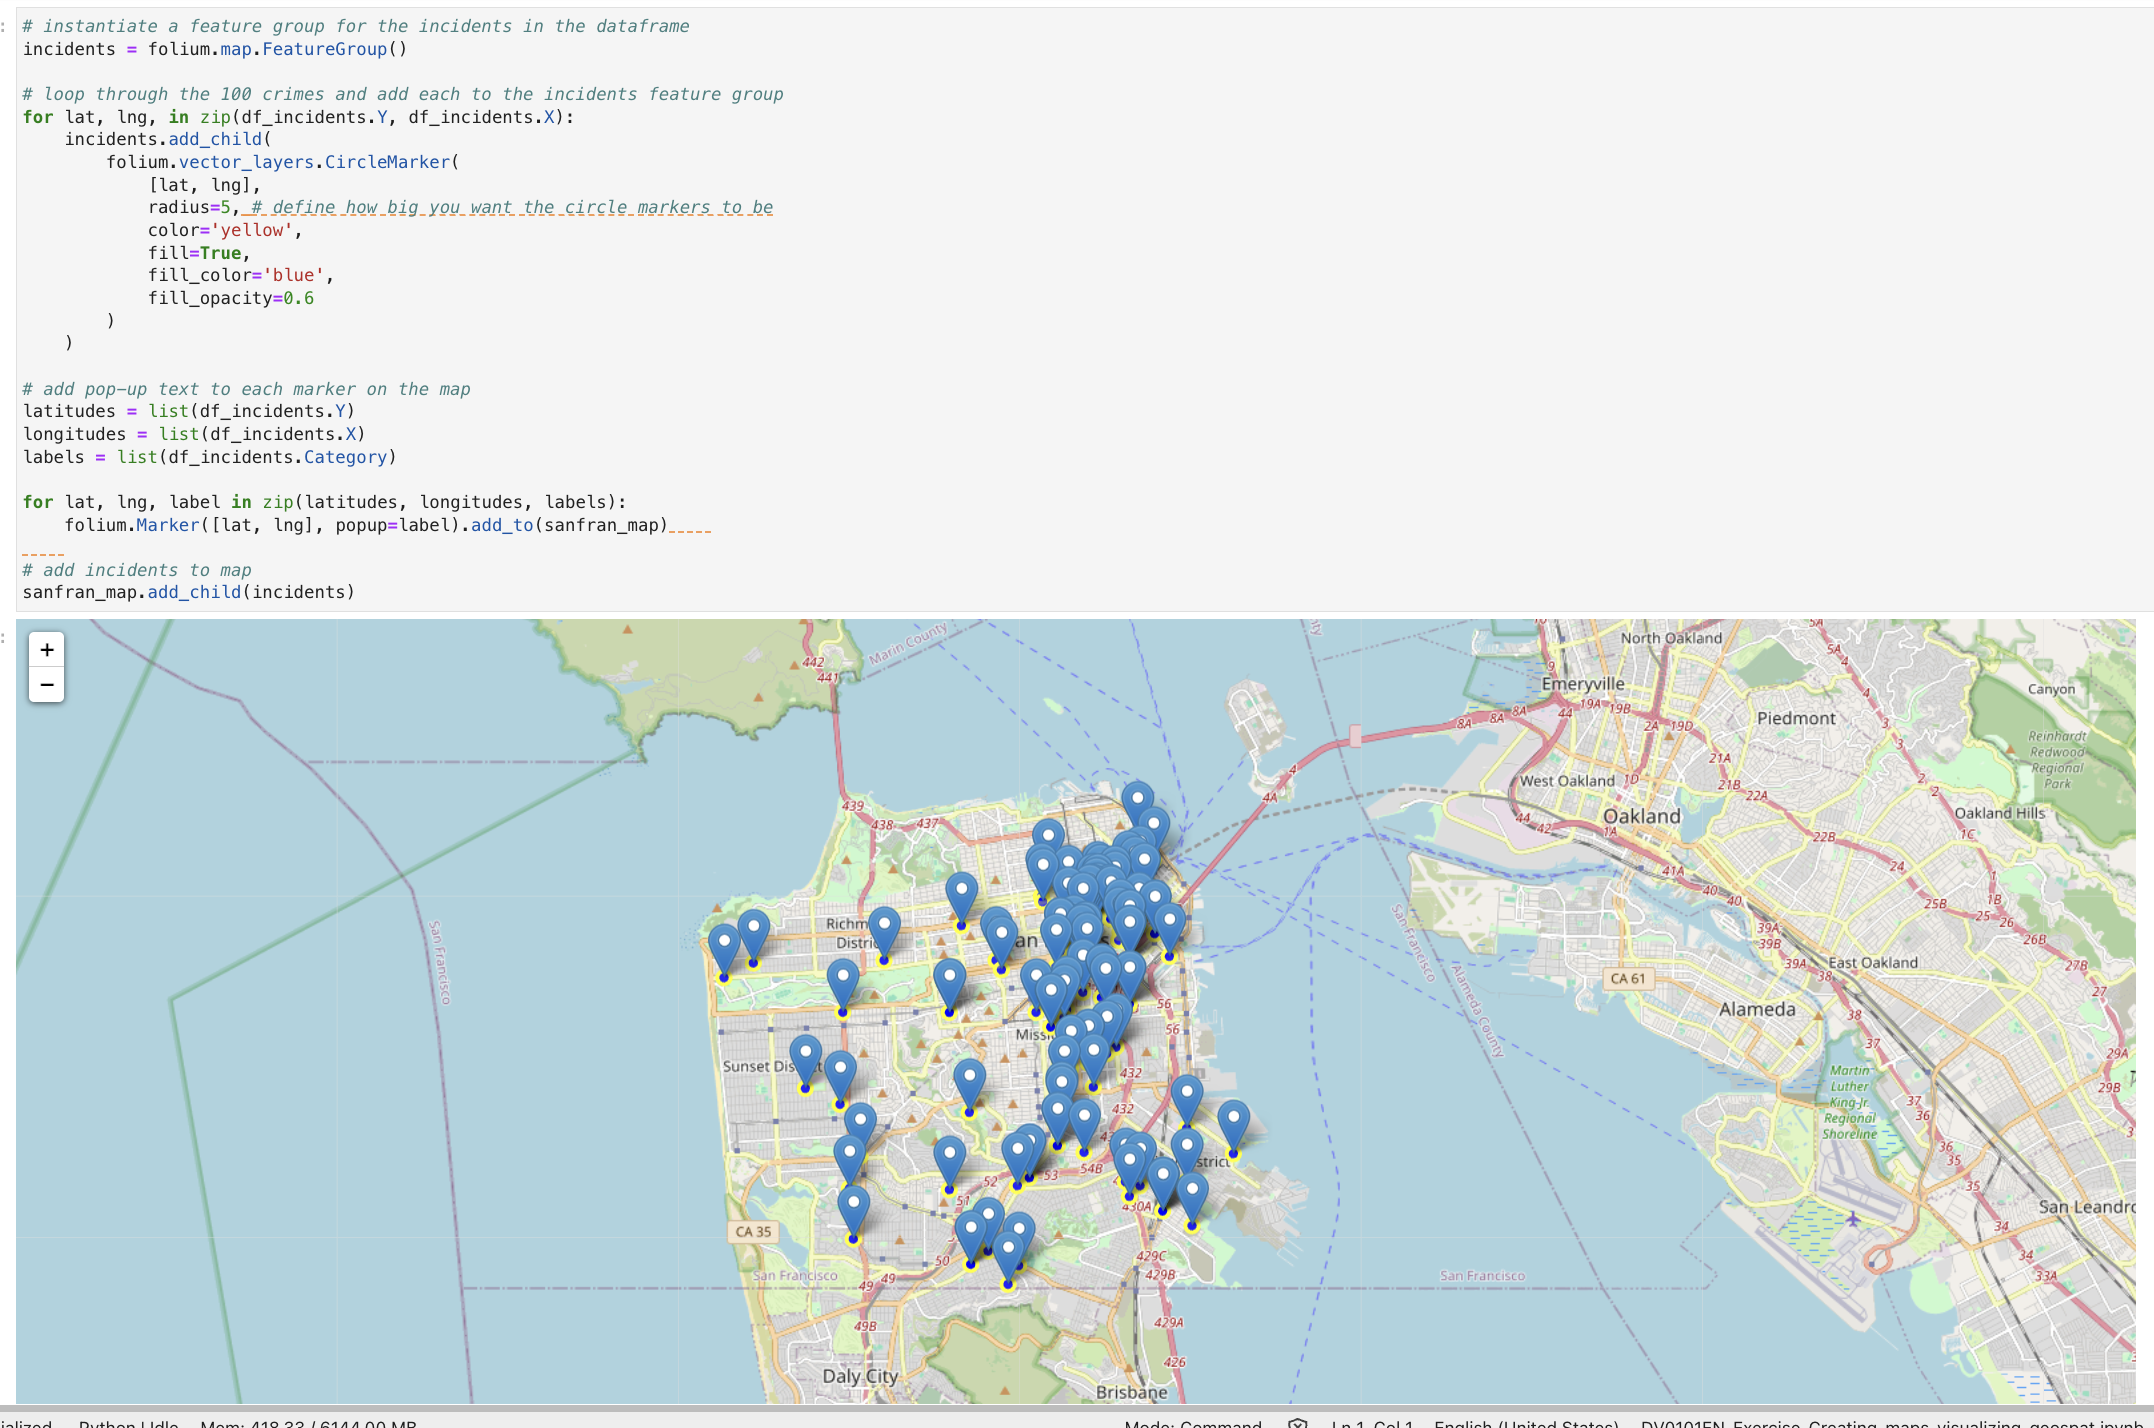 # instantiate a feature group for the incidents in the dataframe
incidents = folium.map.FeatureGroup()
# loop through the 100 crimes and add each to the incidents feature group
for lat, lng, in zip(df_incidents.Y, df_incidents.X):
    incidents.add_child(
        folium.vector_layers.CircleMarker(
            [lat, lng],
            radius=5, # define how big you want the circle markers to be
            color='yellow',
            fill=True,
            fill_color='blue',
            fill_opacity=0.6
        )
    )
# add pop-up text to each marker on the map
latitudes = list(df_incidents.Y)
longitudes = list(df_incidents.X)
labels = list(df_incidents.Category)
for lat, lng, label in zip(latitudes, longitudes, labels):
    folium.Marker([lat, lng], popup=label).add_to(sanfran_map)
# add incidents to map
sanfran_map.add_child(incidents)
+
−
Marin County
442
441
North Oakland
5A
5A
4
9
Emeryville
Canyon
44
19A
19B
8A
8A
8A
2A
19D
Piedmont
3
3
Reinhardt
Redwood
Regional
Park
21A
4
4A
West Oakland
1D
21B
22A
2
2
439
438
437
44
42
1A
Oakland
Oakland Hills
22B
1C
24
41A
40
40
1
1B
25B
25
26
26B
39A
39B
39A
38
East Oakland
27B
27
San Francisco
San Francisco
Alameda County
CA 61
Alameda
38
37
56
56
Sunset Dis
432
432
29A
29B
Martin
Luther
King-Jr.
Regional
Shoreline
37
36
36
35
35
54B
53
52
51
strict
430A
San Leandro
34
34
33A
CA 35
San Francisco
50
49
49
429C
429B
San Francisco
49B
429A
426
Daly City
Brisbane
Python | Idle
Mem: 418.33 / 6144.00 MB
Mode: Command
Ln 1, Col 1
English (United States)
DV0101EN-Exercise-Creating-maps-visualizing-geospat.ipynb